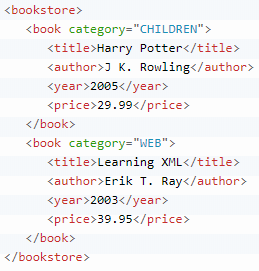 <bookstore>
   <book category="CHILDREN">
      <title>Harry Potter</title>
      <author>J K. Rowling</author>
      <year>2005</year>
      <price>29.99</price>
   </book>
   <book category="WEB">
      <title>Learning XML</title>
      <author>Erik T. Ray</author>
      <year>2003</year>
      <price>39.95</price>
   </book>
</bookstore>